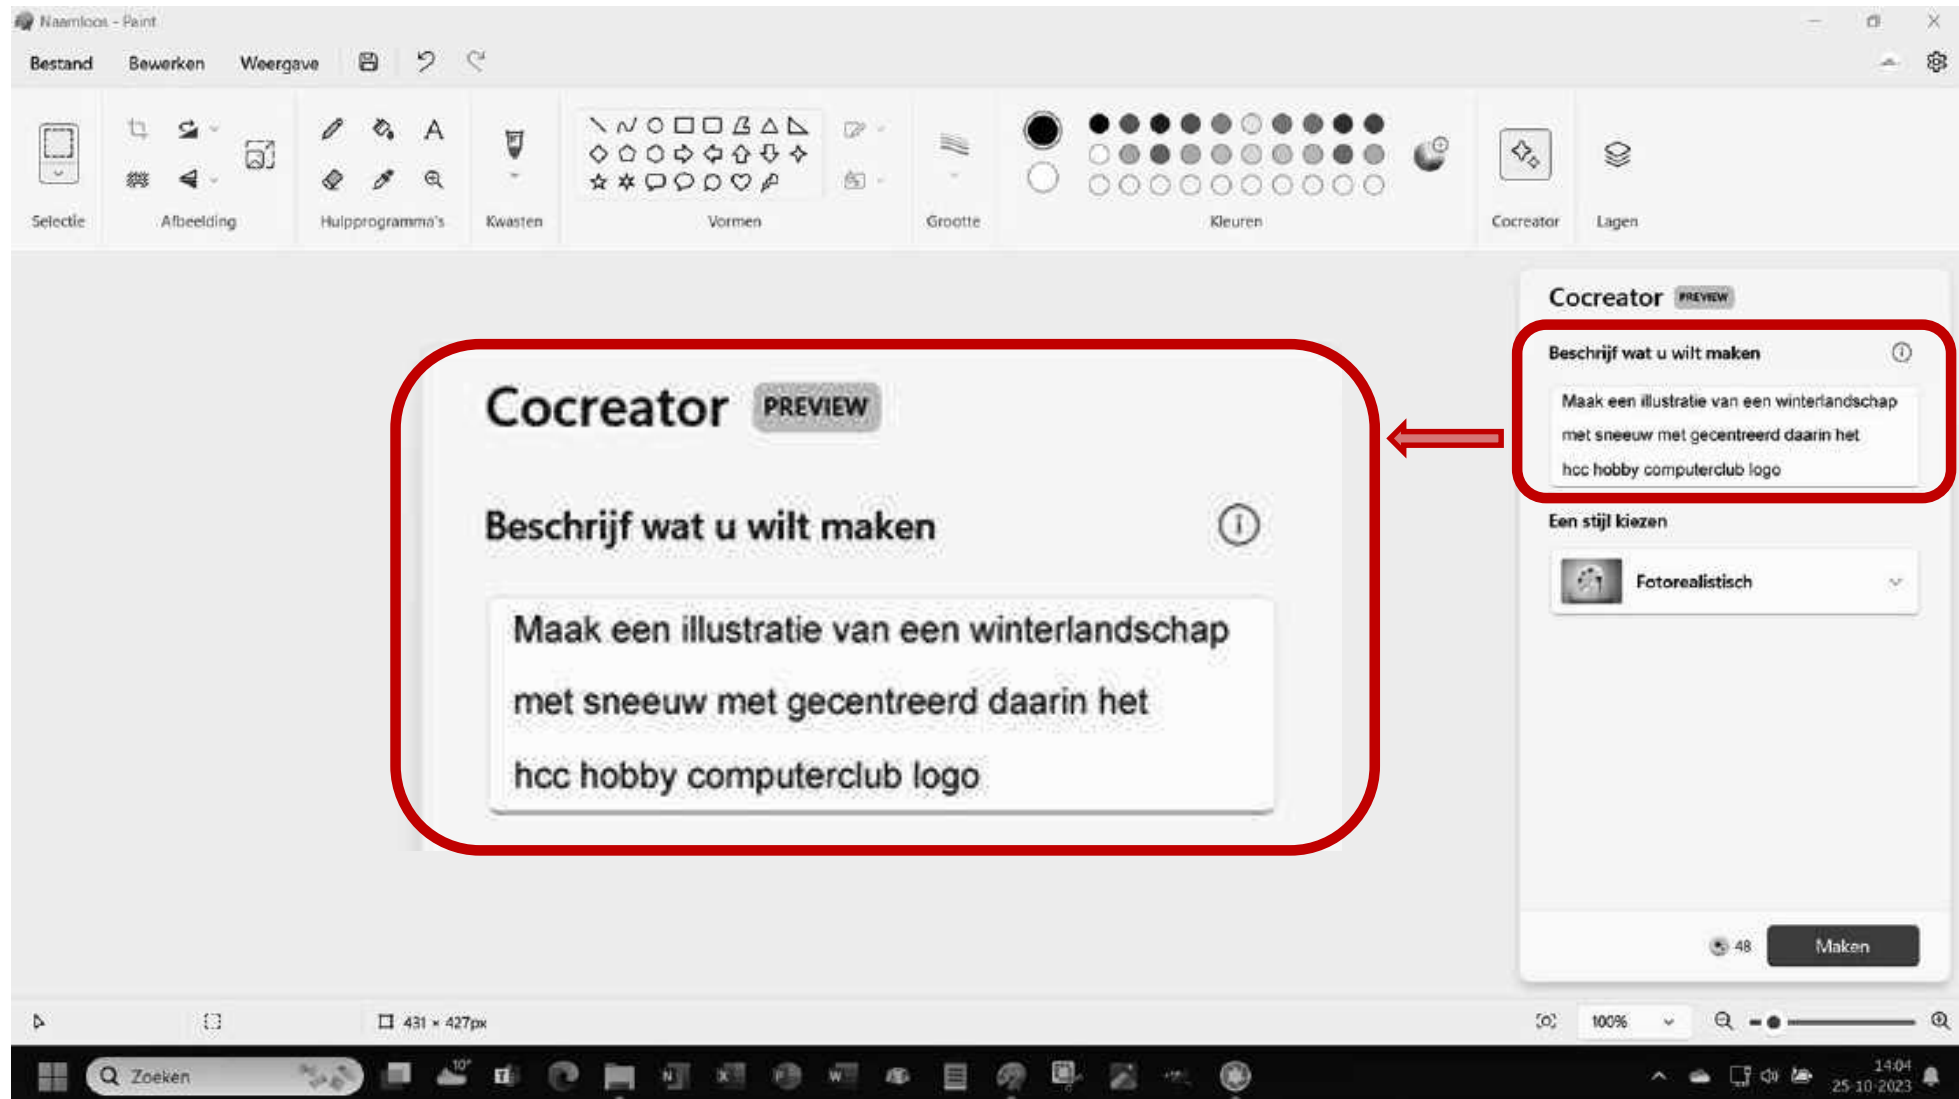 Naamloos - Paint
Bestand Bewerken Weergave
Selectie Afbeelding Hulpprogramma's Kwasten Vormen Grootte Kleuren Cocreator Lagen
Cocreator PREVIEW
Beschrijf wat u wilt maken
Maak een illustratie van een winterlandschap
met sneeuw met gecentreerd daarin het
hcc hobby computerclub logo
Cocreator PREVIEW
Beschrijf wat u wilt maken
Maak een illustratie van een winterlandschap
met sneeuw met gecentreerd daarin het
hcc hobby computerclub logo
Een stijl kiezen
Fotorealistisch
48 Maken
431 × 427px 100%
Zoeken 10° 14:04
25-10-2023